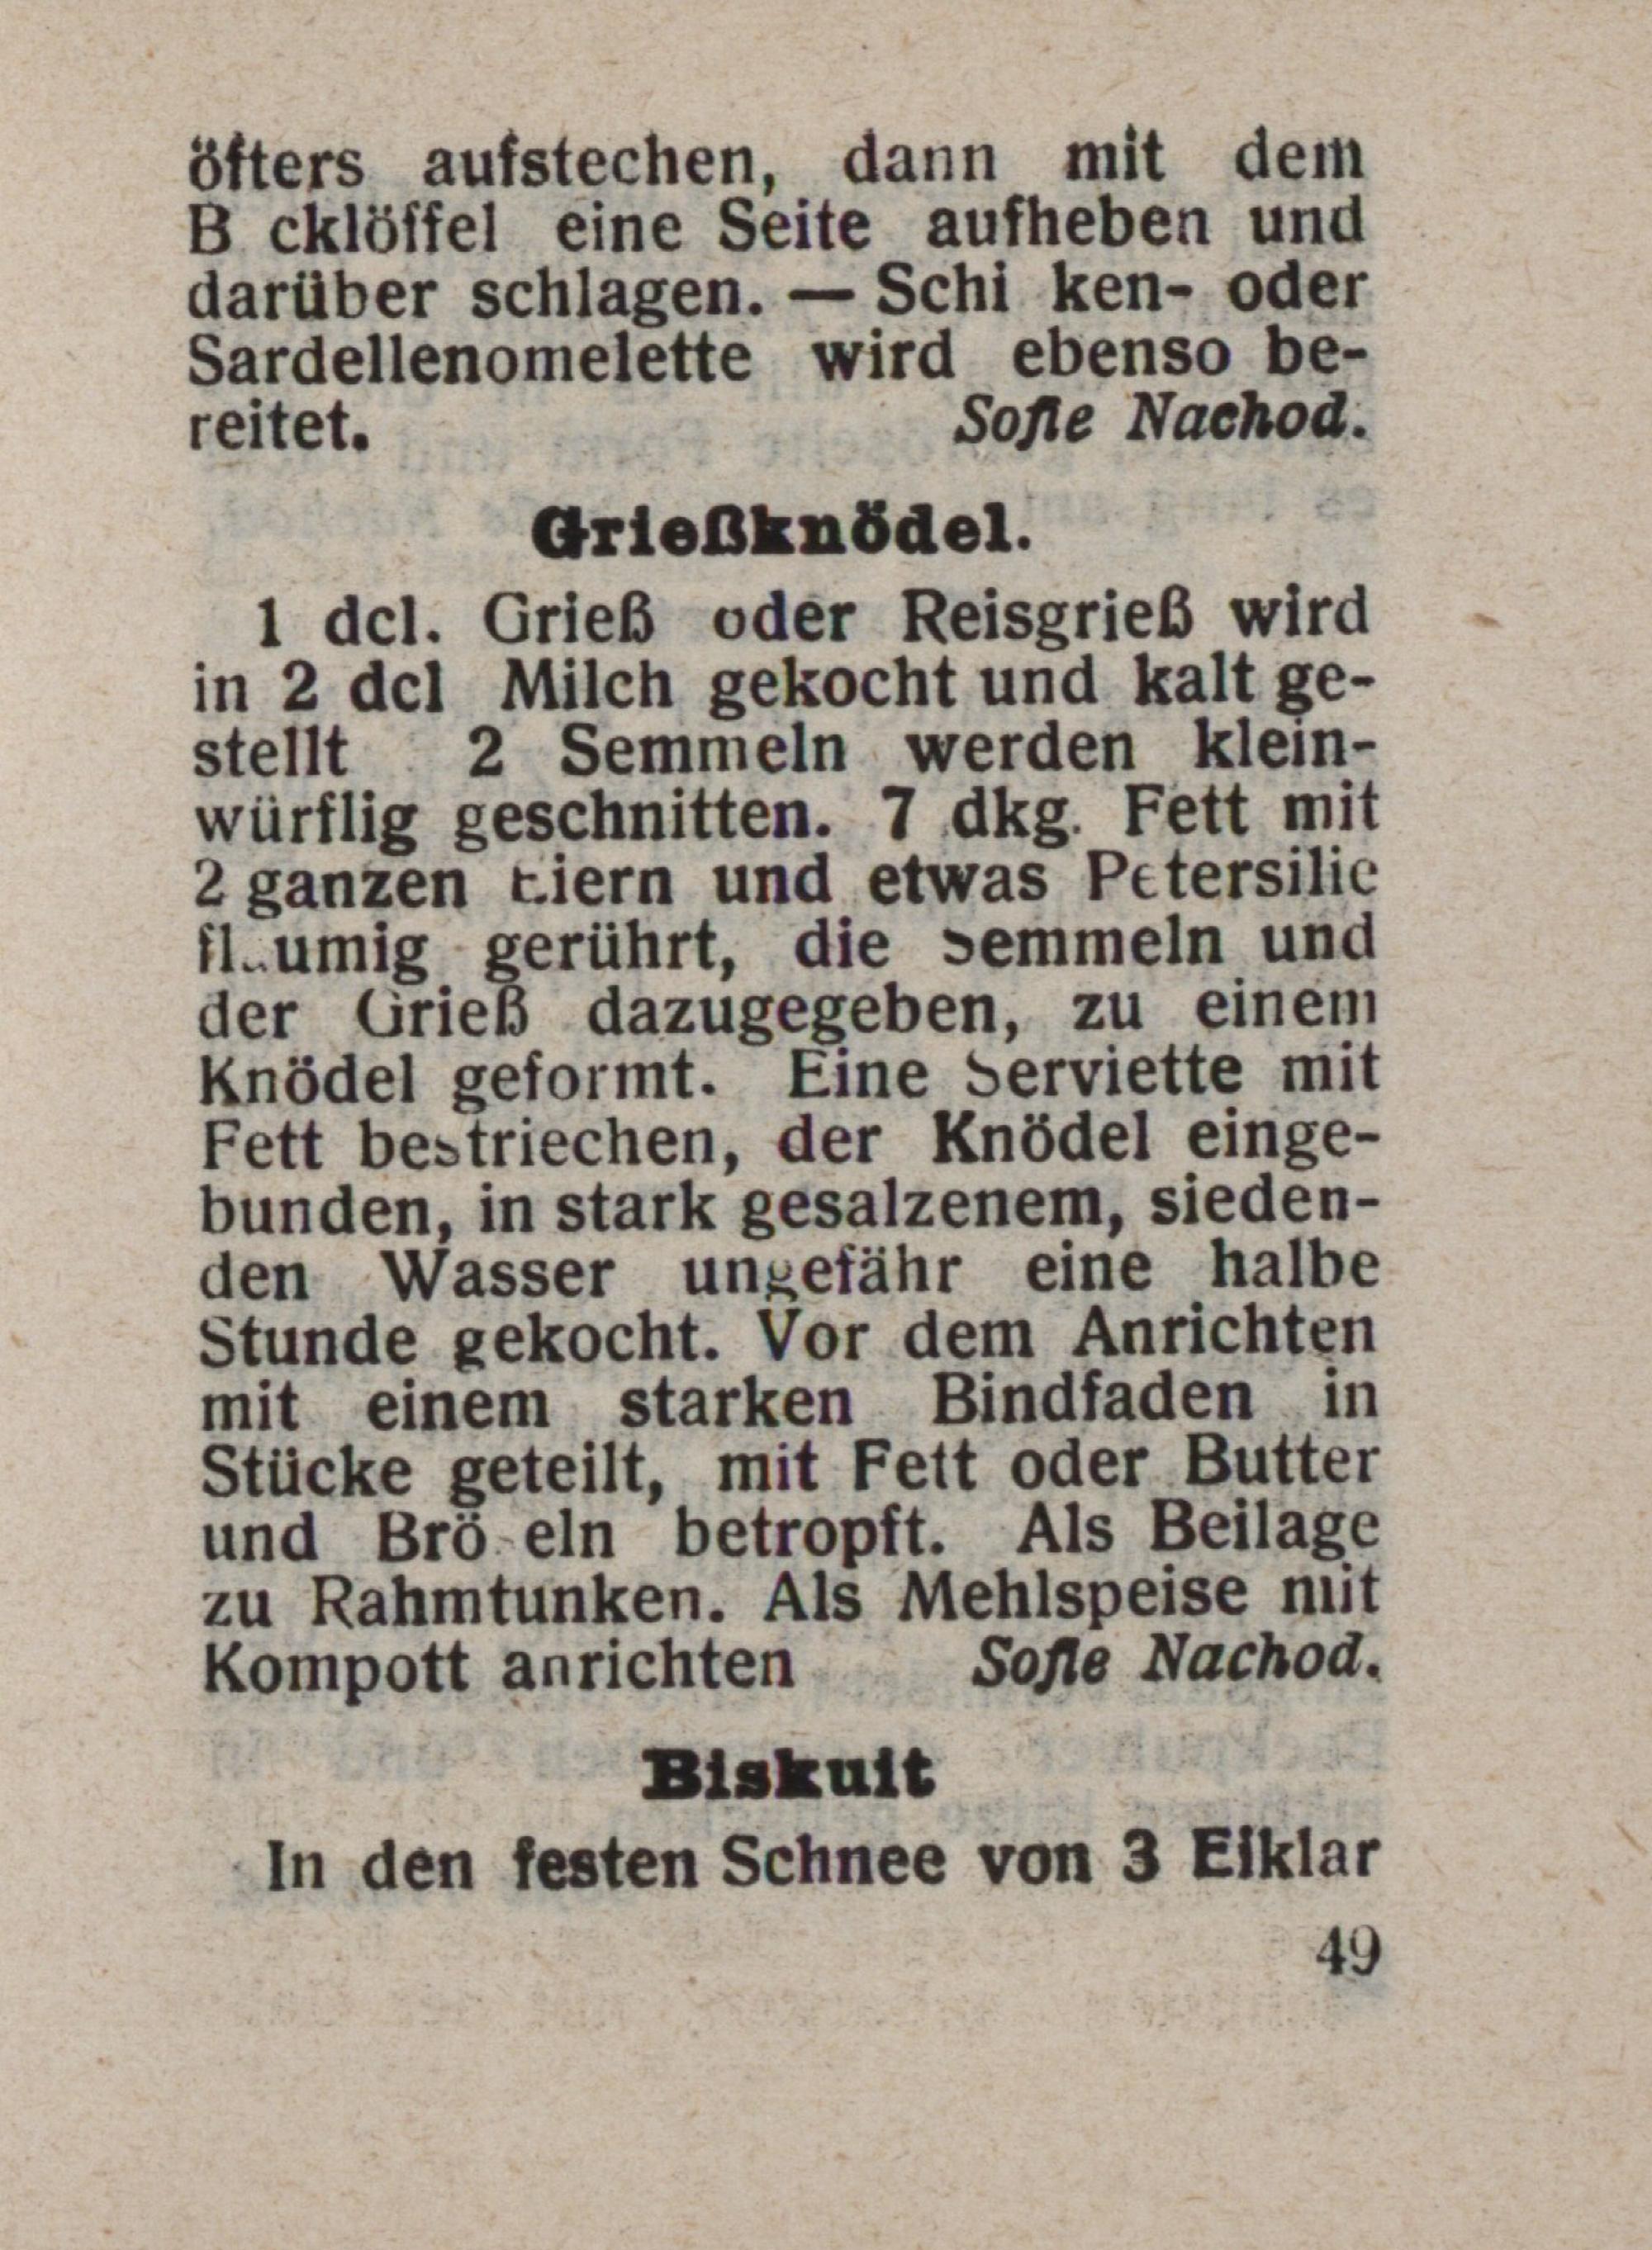 öfters aufstechen, dann mit dem
B cklöffel eine Seite aufheben und
darüber schlagen. — Schi ken- oder
Sardellenomelette wird ebenso be-
reitet. Sofie Nachod.
Grießknödel.
1 dcl. Grieß oder Reisgrieß wird
in 2 dcl Milch gekocht und kalt ge-
stellt 2 Semmeln werden klein-
würflig geschnitten. 7 dkg. Fett mit
2 ganzen Eiern und etwas Petersilie
flaumig gerührt, die Semmeln und
der Grieß dazugegeben, zu einem
Knödel geformt. Eine Serviette mit
Fett bestriechen, der Knödel einge-
bunden, in stark gesalzenem, sieden-
den Wasser ungefähr eine halbe
Stunde gekocht. Vor dem Anrichten
mit einem starken Bindfaden in
Stücke geteilt, mit Fett oder Butter
und Brö eln betropft. Als Beilage
zu Rahmtunken. Als Mehlspeise mit
Kompott anrichten Sofie Nachod.
Biskuit
In den festen Schnee von 3 Eiklar
49